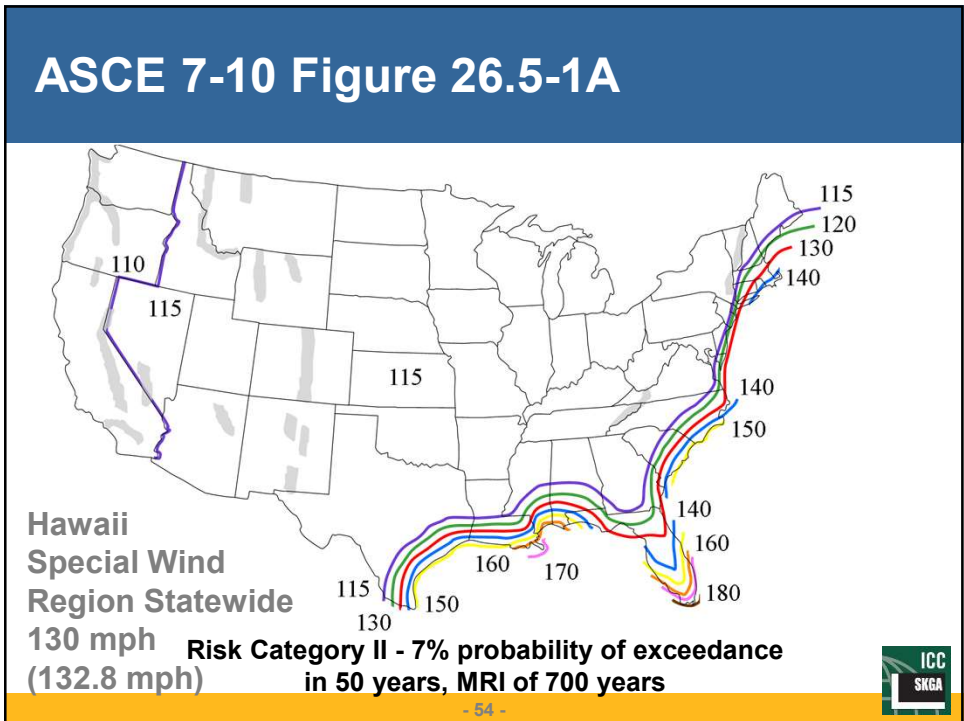 ASCE 7-10 Figure 26.5-1A
115
120
130
140
110
115
115
140
150
140
160
160
170
180
115
150
130
Hawaii
Special Wind
Region Statewide
130 mph
(132.8 mph)
Risk Category II - 7% probability of exceedance
in 50 years, MRI of 700 years
- 54 -
ICC
SKGA